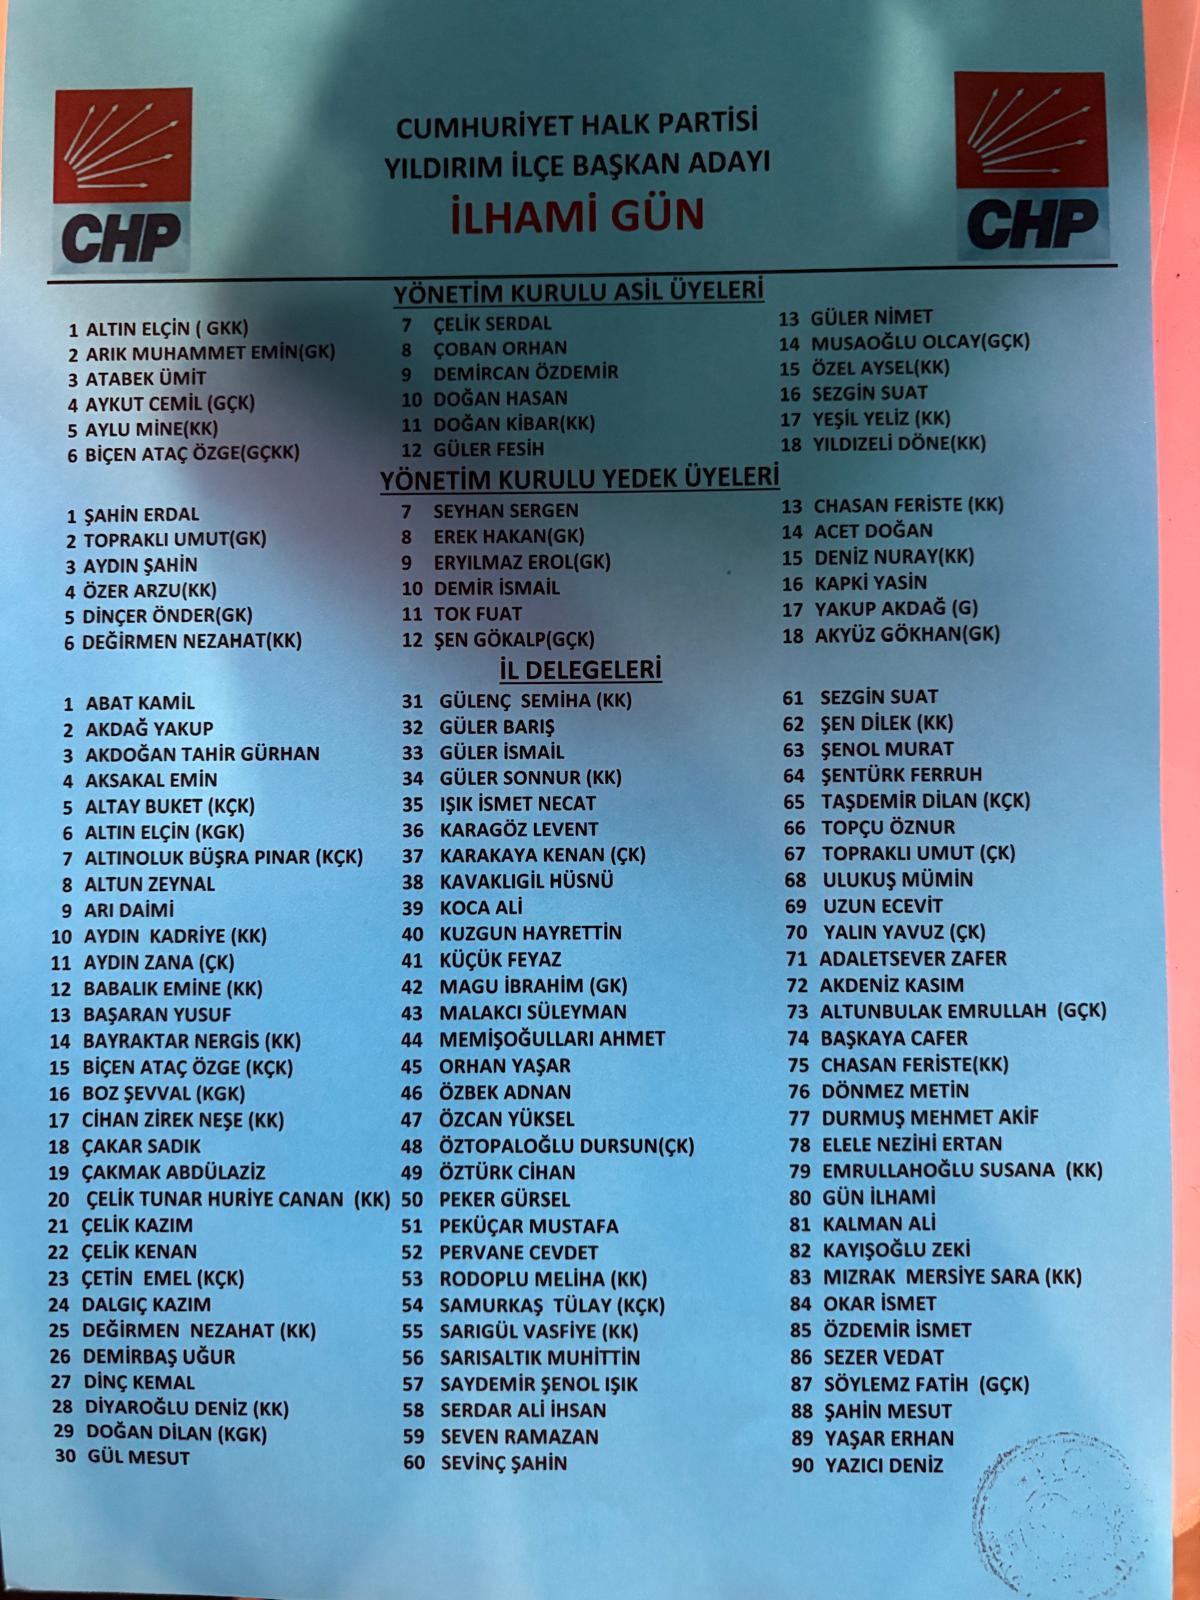 CHP
CHP
CUMHURİYET HALK PARTİSİ
YILDIRIM İLÇE BAŞKAN ADAYI
İLHAMİ GÜN
YÖNETİM KURULU ASİL ÜYELERİ
1 ALTIN ELÇİN ( GKK)
2 ARIK MUHAMMET EMİN(GK)
3 ATABEK ÜMİT
4 AYKUT CEMİL (GÇK)
5 AYLU MİNE(KK)
6 BİÇEN ATAÇ ÖZGE(GÇKK)
7 ÇELİK SERDAL
8 ÇOBAN ORHAN
9 DEMİRCAN ÖZDEMİR
10 DOĞAN HASAN
11 DOĞAN KİBAR(KK)
12 GÜLER FESİH
13 GÜLER NİMET
14 MUSAOĞLU OLCAY(GÇK)
15 ÖZEL AYSEL(KK)
16 SEZGİN SUAT
17 YEŞİL YELİZ (KK)
18 YILDIZELİ DÖNE(KK)
YÖNETİM KURULU YEDEK ÜYELERİ
1 ŞAHİN ERDAL
2 TOPRAKLI UMUT(GK)
3 AYDIN ŞAHİN
4 ÖZER ARZU(KK)
5 DİNÇER ÖNDER(GK)
6 DEĞİRMEN NEZAHAT(KK)
7 SEYHAN SERGEN
8 EREK HAKAN(GK)
9 ERYILMAZ EROL(GK)
10 DEMİR İSMAİL
11 TOK FUAT
12 ŞEN GÖKALP(GÇK)
13 CHASAN FERISTE (KK)
14 ACET DOĞAN
15 DENİZ NURAY(KK)
16 KAPKİ YASİN
17 YAKUP AKDAĞ (G)
18 AKYÜZ GÖKHAN(GK)
İL DELEGELERİ
1 ABAT KAMİL
2 AKDAĞ YAKUP
3 AKDOĞAN TAHİR GÜRHAN
4 AKSAKAL EMİN
5 ALTAY BUKET (KÇK)
6 ALTIN ELÇİN (KGK)
7 ALTINOLUK BÜŞRA PINAR (KÇK)
8 ALTUN ZEYNAL
9 ARI DAİMİ
10 AYDIN KADRİYE (KK)
11 AYDIN ZANA (ÇK)
12 BABALIK EMİNE (KK)
13 BAŞARAN YUSUF
14 BAYRAKTAR NERGİS (KK)
15 BİÇEN ATAÇ ÖZGE (KÇK)
16 BOZ ŞEVVAL (KGK)
17 CİHAN ZİREK NEŞE (KK)
18 ÇAKAR SADIK
19 ÇAKMAK ABDÜLAZİZ
20 ÇELİK TUNAR HURİYE CANAN (KK)
21 ÇELİK KAZIM
22 ÇELİK KENAN
23 ÇETİN EMEL (KÇK)
24 DALGIÇ KAZIM
25 DEĞİRMEN NEZAHAT (KK)
26 DEMİRBAŞ UĞUR
27 DİNÇ KEMAL
28 DİYAROĞLU DENİZ (KK)
29 DOĞAN DİLAN (KGK)
30 GÜL MESUT
31 GÜLENÇ SEMİHA (KK)
32 GÜLER BARIŞ
33 GÜLER İSMAİL
34 GÜLER SONNUR (KK)
35 IŞIK İSMET NECAT
36 KARAGÖZ LEVENT
37 KARAKAYA KENAN (ÇK)
38 KAVAKLIGİL HÜSNÜ
39 KOCA ALİ
40 KUZGUN HAYRETTİN
41 KÜÇÜK FEYAZ
42 MAGU İBRAHİM (GK)
43 MALAKCI SÜLEYMAN
44 MEMİŞOĞULLARI AHMET
45 ORHAN YAŞAR
46 ÖZBEK ADNAN
47 ÖZCAN YÜKSEL
48 ÖZTOPALOĞLU DURSUN(ÇK)
49 ÖZTÜRK CİHAN
50 PEKER GÜRSEL
51 PEKÜÇAR MUSTAFA
52 PERVANE CEVDET
53 RODOPLU MELİHA (KK)
54 SAMURKAŞ TÜLAY (KÇK)
55 SARIGÜL VASFİYE (KK)
56 SARISALTIK MUHİTTİN
57 SAYDEMİR ŞENOL IŞIK
58 SERDAR ALİ İHSAN
59 SEVEN RAMAZAN
60 SEVİNÇ ŞAHİN
61 SEZGİN SUAT
62 ŞEN DİLEK (KK)
63 ŞENOL MURAT
64 ŞENTÜRK FERRUH
65 TAŞDEMİR DİLAN (KÇK)
66 TOPÇU ÖZNUR
67 TOPRAKLI UMUT (ÇK)
68 ULUKUŞ MÜMİN
69 UZUN ECEVİT
70 YALIN YAVUZ (ÇK)
71 ADALETSEVER ZAFER
72 AKDENİZ KASIM
73 ALTUNBULAK EMRULLAH (GÇK)
74 BAŞKAYA CAFER
75 CHASAN FERISTE(KK)
76 DÖNMEZ METİN
77 DURMUŞ MEHMET AKİF
78 ELELE NEZİHİ ERTAN
79 EMRULLAHOĞLU SUSANA (KK)
80 GÜN İLHAMİ
81 KALMAN ALİ
82 KAYIŞOĞLU ZEKİ
83 MIZRAK MERSİYE SARA (KK)
84 OKAR İSMET
85 ÖZDEMİR İSMET
86 SEZER VEDAT
87 SÖYLEMZ FATİH (GÇK)
88 ŞAHİN MESUT
89 YAŞAR ERHAN
90 YAZICI DENİZ